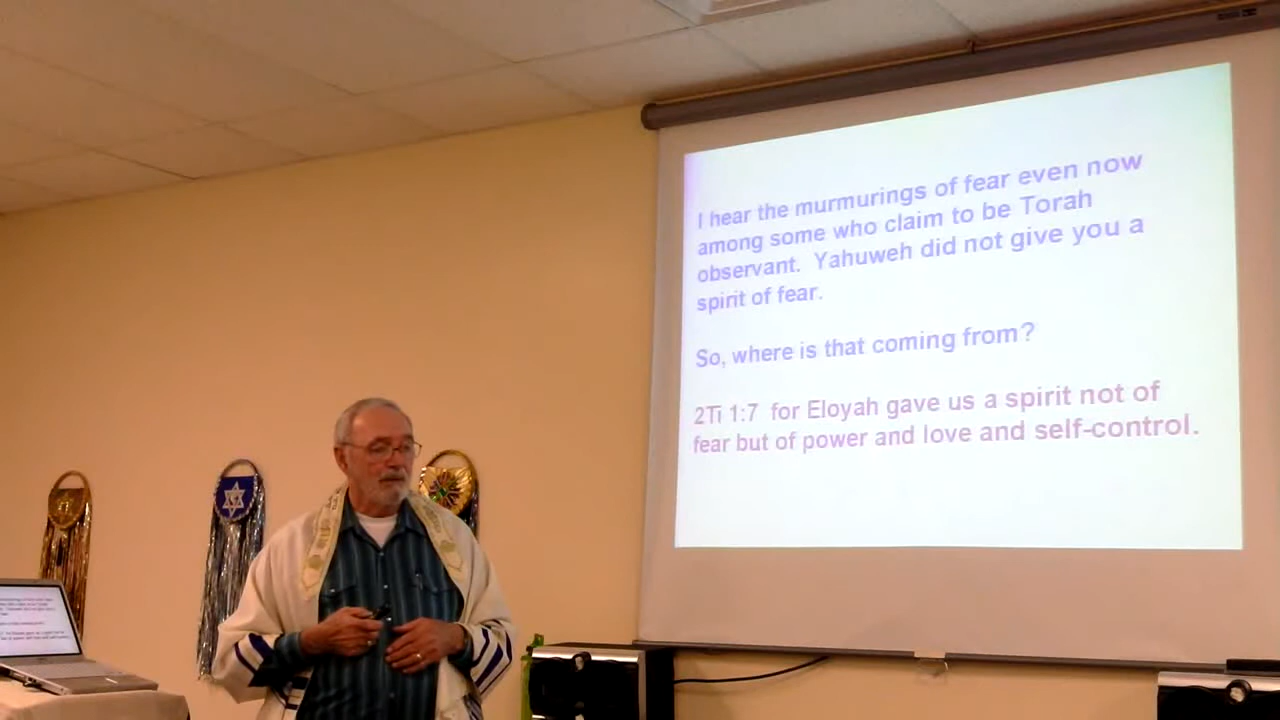 I hear the murmurings of fear even now
among some who claim to be Torah
observant. Yahuweh did not give you a
spirit of fear.
So, where is that coming from?
2Ti 1:7 for Eloyah gave us a spirit not of
fear but of power and love and self-control.